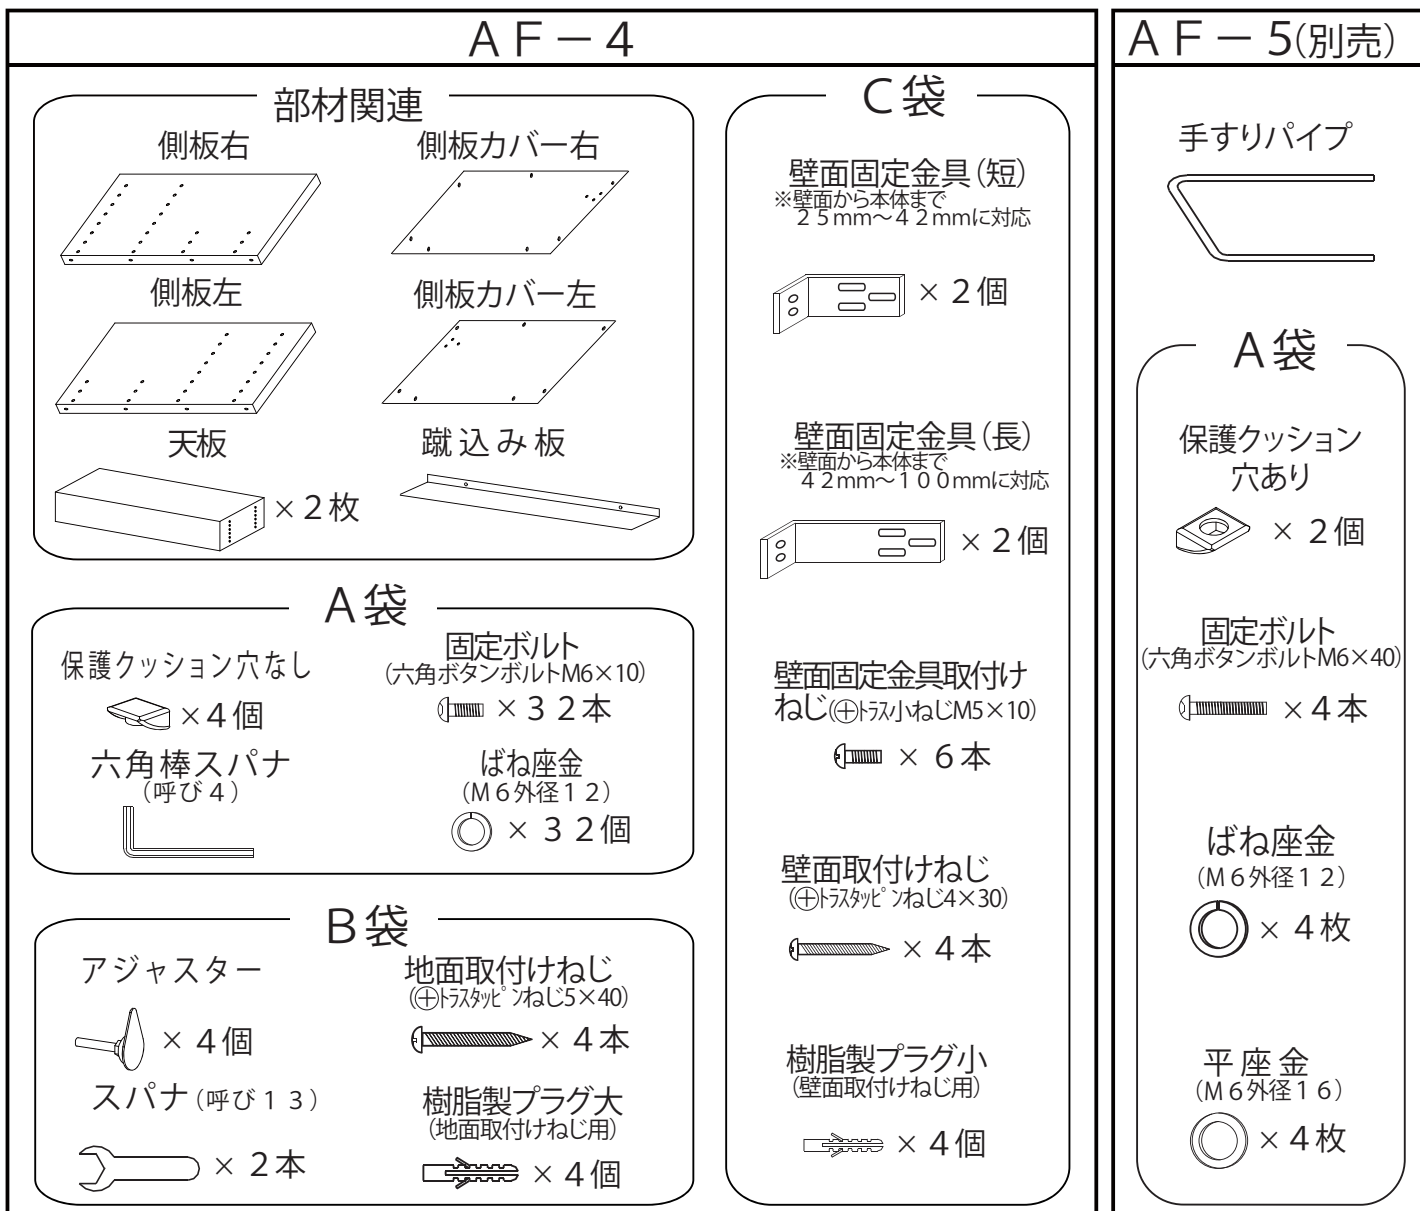 ＡＦ－４
部材関連
側板右
側板カバー右
側板左
側板カバー左
天板
×２枚
蹴込み板
Ａ袋
保護クッション穴なし
×４個
固定ボルト
(六角ボタンボルトM6×10)
×３２本
六角棒スパナ
(呼び４)
ばね座金
(Ｍ６外径１２)
×３２個
Ｂ袋
アジャスター
×４個
地面取付けねじ
(⊕トラスタッピンねじ5×40)
×４本
スパナ(呼び１３)
×２本
樹脂製プラグ大
(地面取付けねじ用)
×４個
Ｃ袋
壁面固定金具(短)
※壁面から本体まで
２５mm～４２mmに対応
×２個
壁面固定金具(長)
※壁面から本体まで
４２mm～１００mmに対応
×２個
壁面固定金具取付け
ねじ(⊕トラス小ねじM5×10)
×６本
壁面取付けねじ
(⊕トラスタッピンねじ4×30)
×４本
樹脂製プラグ小
(壁面取付けねじ用)
×４個
ＡＦ－５(別売)
手すりパイプ
Ａ袋
保護クッション
穴あり
×２個
固定ボルト
(六角ボタンボルトM6×40)
×４本
ばね座金
(Ｍ６外径１２)
×４枚
平座金
(Ｍ６外径１６)
×４枚